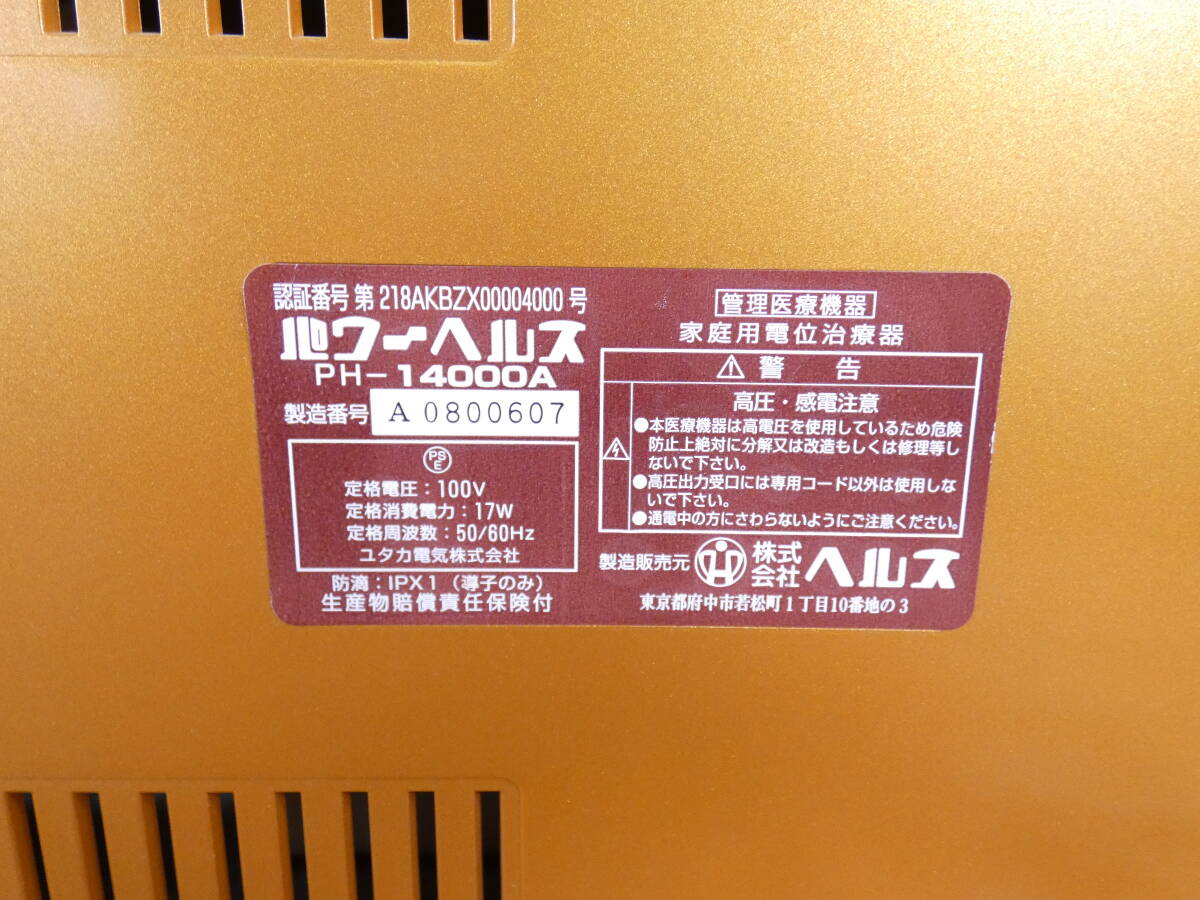 認証番号 第 218AKBZX00004000 号
パワーヘルス
PH-14000A
製造番号 A 0800607
PS
E
定格電圧：100V
定格消費電力：17W
定格周波数：50/60Hz
ユタカ電気株式会社
防滴：IPX1（導子のみ）
生産物賠償責任保険付
管理医療機器
家庭用電位治療器
⚠ 警告
高圧・感電注意
●本医療機器は高電圧を使用しているため危険
防止上絶対に分解又は改造もしくは修理等し
ないで下さい。
●高圧出力受口には専用コード以外は使用しな
いで下さい。
●通電中の方にさわらないようにご注意ください。
製造販売元 株式会社 ヘルス
東京都府中市若松町1丁目10番地の3